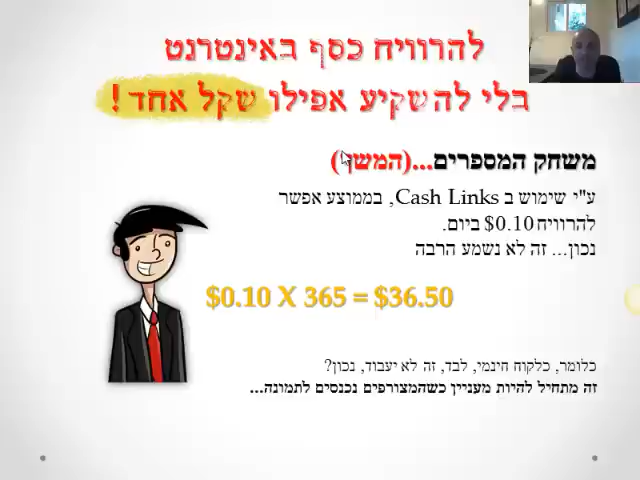 להרוויח כסף באינטרנט
בלי להשקיע אפילו שקל אחד!
משחק המספרים...(המשך)
ע"י שימוש ב Cash Links, בממוצע אפשר
להרוויח $0.10 ביום.
נכון... זה לא נשמע הרבה
$0.10 X 365 = $36.50
כלומר, כלקוח חינמי, לבד, זה לא יעבוד, נכון?
זה מתחיל להיות מעניין כשהמצורפים נכנסים לתמונה...